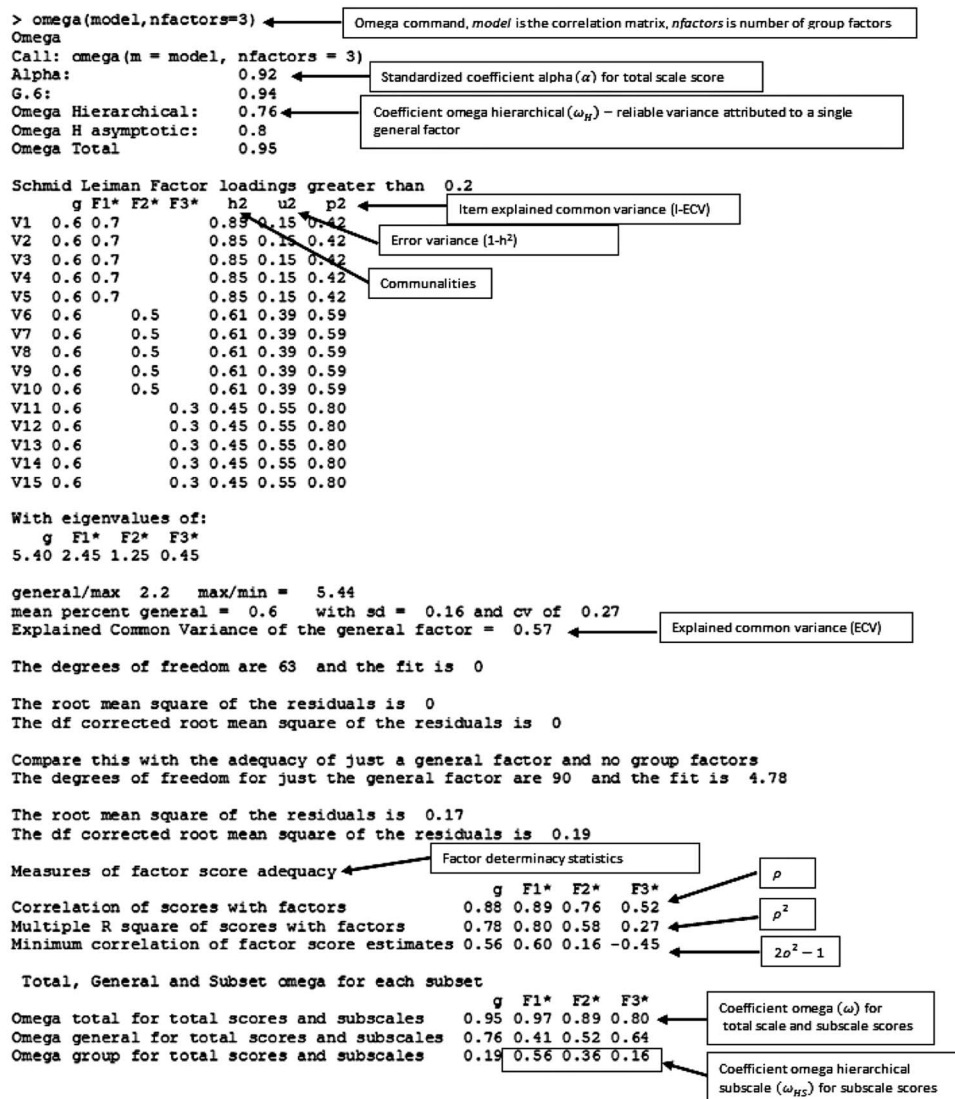 > omega(model,nfactors=3)
Omega command, model is the correlation matrix, nfactors is number of group factors
Omega
Call: omega(m = model, nfactors = 3)
Alpha: 0.92
Standardized coefficient alpha (α) for total scale score
G.6: 0.94
Omega Hierarchical: 0.76
Coefficient omega hierarchical (ω_H) – reliable variance attributed to a single
general factor
Omega H asymptotic: 0.8
Omega Total 0.95
Schmid Leiman Factor loadings greater than 0.2
g F1* F2* F3* h2 u2 p2
Item explained common variance (I-ECV)
V1 0.6 0.7 0.85 0.15 0.42
V2 0.6 0.7 0.85 0.15 0.42
Error variance (1-h²)
V3 0.6 0.7 0.85 0.15 0.42
V4 0.6 0.7 0.85 0.15 0.42
Communalities
V5 0.6 0.7 0.85 0.15 0.42
V6 0.6 0.5 0.61 0.39 0.59
V7 0.6 0.5 0.61 0.39 0.59
V8 0.6 0.5 0.61 0.39 0.59
V9 0.6 0.5 0.61 0.39 0.59
V10 0.6 0.5 0.61 0.39 0.59
V11 0.6 0.3 0.45 0.55 0.80
V12 0.6 0.3 0.45 0.55 0.80
V13 0.6 0.3 0.45 0.55 0.80
V14 0.6 0.3 0.45 0.55 0.80
V15 0.6 0.3 0.45 0.55 0.80
With eigenvalues of:
g F1* F2* F3*
5.40 2.45 1.25 0.45
general/max 2.2 max/min = 5.44
mean percent general = 0.6 with sd = 0.16 and cv of 0.27
Explained Common Variance of the general factor = 0.57
Explained common variance (ECV)
The degrees of freedom are 63 and the fit is 0
The root mean square of the residuals is 0
The df corrected root mean square of the residuals is 0
Compare this with the adequacy of just a general factor and no group factors
The degrees of freedom for just the general factor are 90 and the fit is 4.78
The root mean square of the residuals is 0.17
The df corrected root mean square of the residuals is 0.19
Measures of factor score adequacy
Factor determinacy statistics
g F1* F2* F3*
ρ
Correlation of scores with factors 0.88 0.89 0.76 0.52
Multiple R square of scores with factors 0.78 0.80 0.58 0.27
ρ²
Minimum correlation of factor score estimates 0.56 0.60 0.16 -0.45
2ρ² − 1
Total, General and Subset omega for each subset
g F1* F2* F3*
Omega total for total scores and subscales 0.95 0.97 0.89 0.80
Coefficient omega (ω) for
total scale and subscale scores
Omega general for total scores and subscales 0.76 0.41 0.52 0.64
Omega group for total scores and subscales 0.19 0.56 0.36 0.16
Coefficient omega hierarchical
subscale (ω_HS) for subscale scores